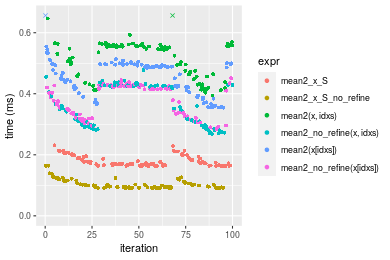 expr
mean2_x_S
mean2_x_S_no_refine
mean2(x, idxs)
mean2_no_refine(x, idxs)
mean2(x[idxs])
mean2_no_refine(x[idxs])
time (ms)
0.6
0.4
0.2
0.0
0
25
50
75
100
iteration